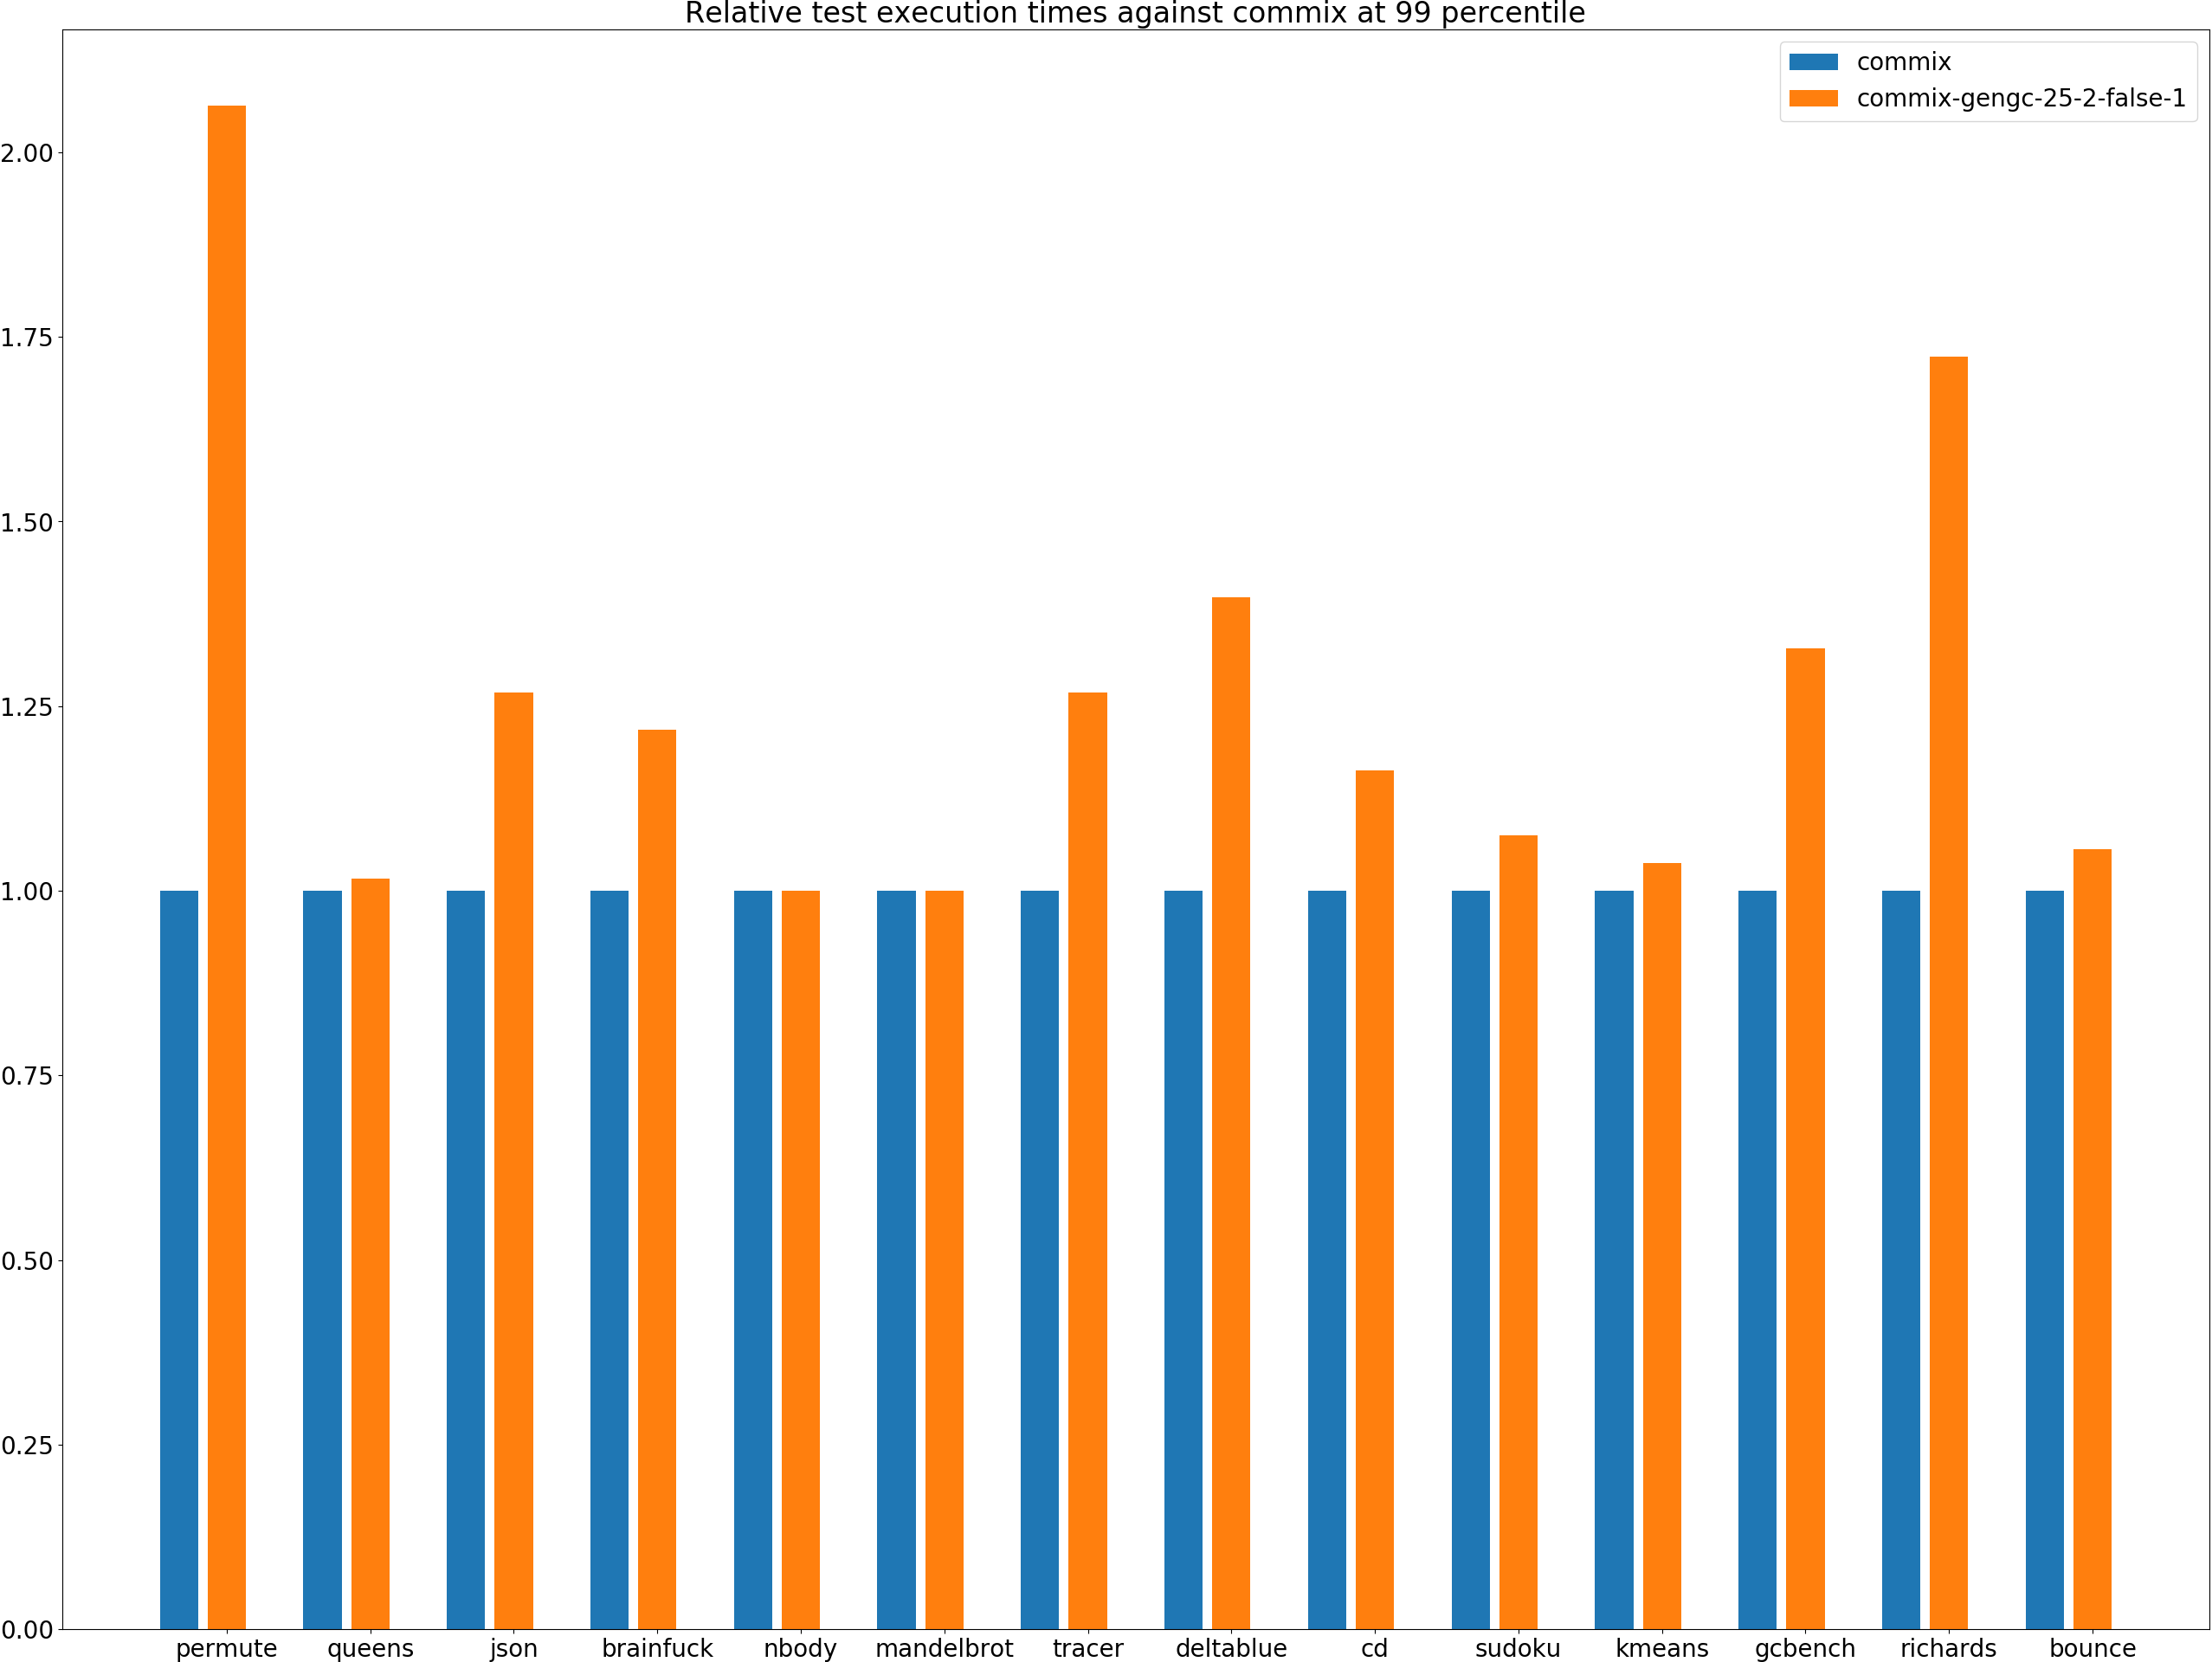 Relative test execution times against commix at 99 percentile
commix
commix-gengc-25-2-false-1
2.00
1.75
1.50
1.25
1.00
0.75
0.50
0.25
0.00
permute queens json brainfuck nbody mandelbrot tracer deltablue cd sudoku kmeans gcbench richards bounce